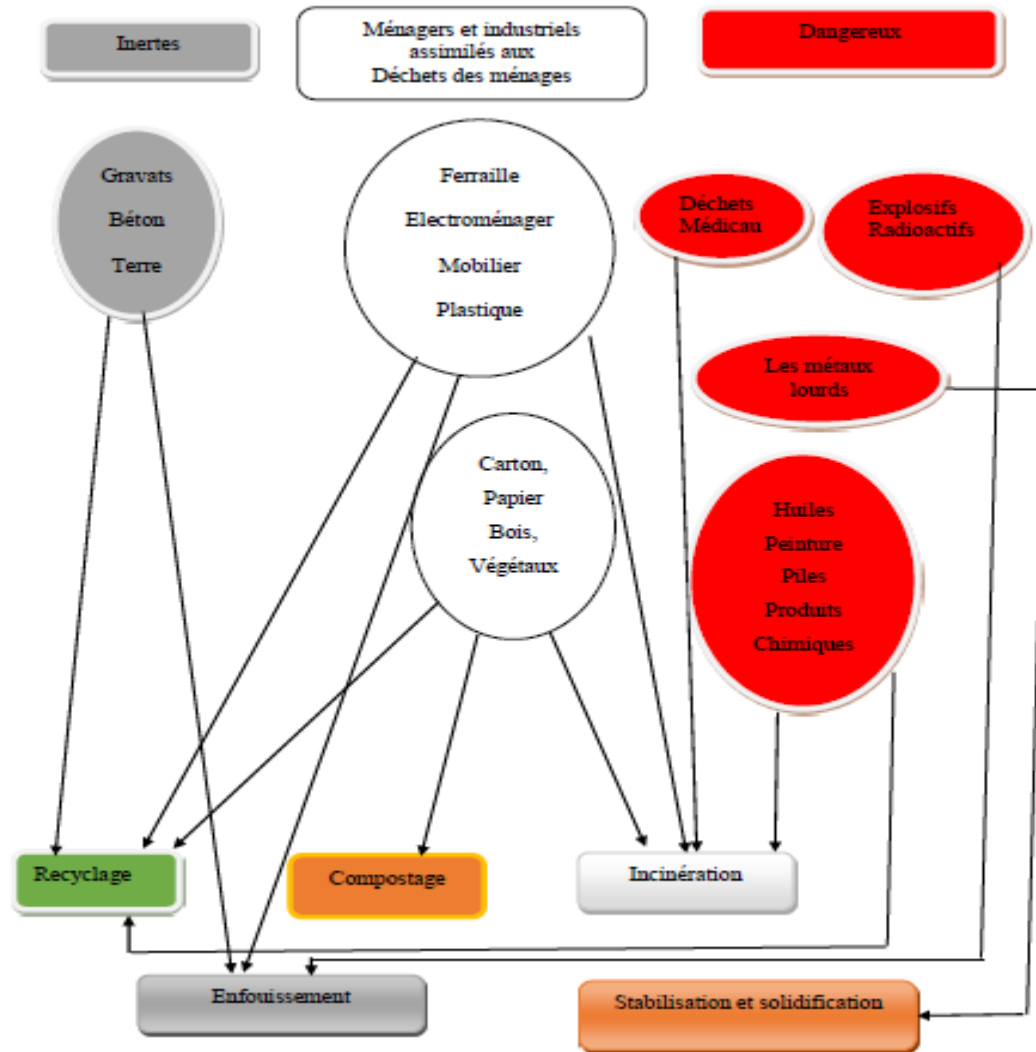 Inertes
Ménagers et industriels
assimilés aux
Déchets des ménages
Dangereux
Gravats
Béton
Terre
Ferraille
Electroménager
Mobilier
Plastique
Déchets
Médicau
Explosifs
Radioactifs
Les métaux
lourds
Carton,
Papier
Bois,
Végétaux
Huiles
Peinture
Piles
Produits
Chimiques
Recyclage
Compostage
Incinération
Enfouissement
Stabilisation et solidification